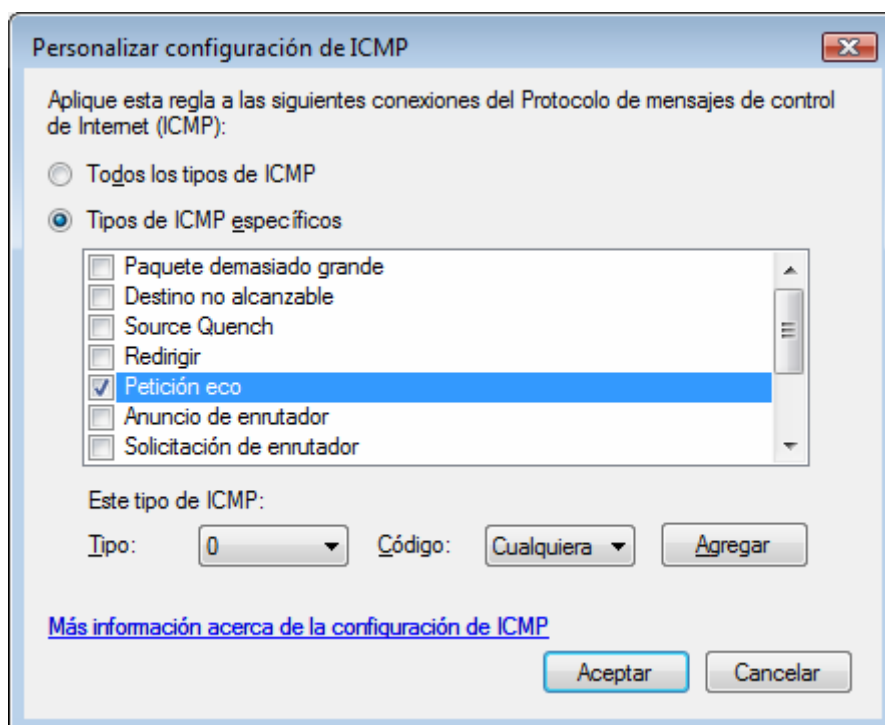 Personalizar configuración de ICMP
Aplique esta regla a las siguientes conexiones del Protocolo de mensajes de control
de Internet (ICMP):
Todos los tipos de ICMP
Tipos de ICMP específicos
Paquete demasiado grande
Destino no alcanzable
Source Quench
Redirigir
Petición eco
Anuncio de enrutador
Solicitación de enrutador
Este tipo de ICMP:
Tipo: 0 Código: Cualquiera Agregar
Más información acerca de la configuración de ICMP
Aceptar Cancelar